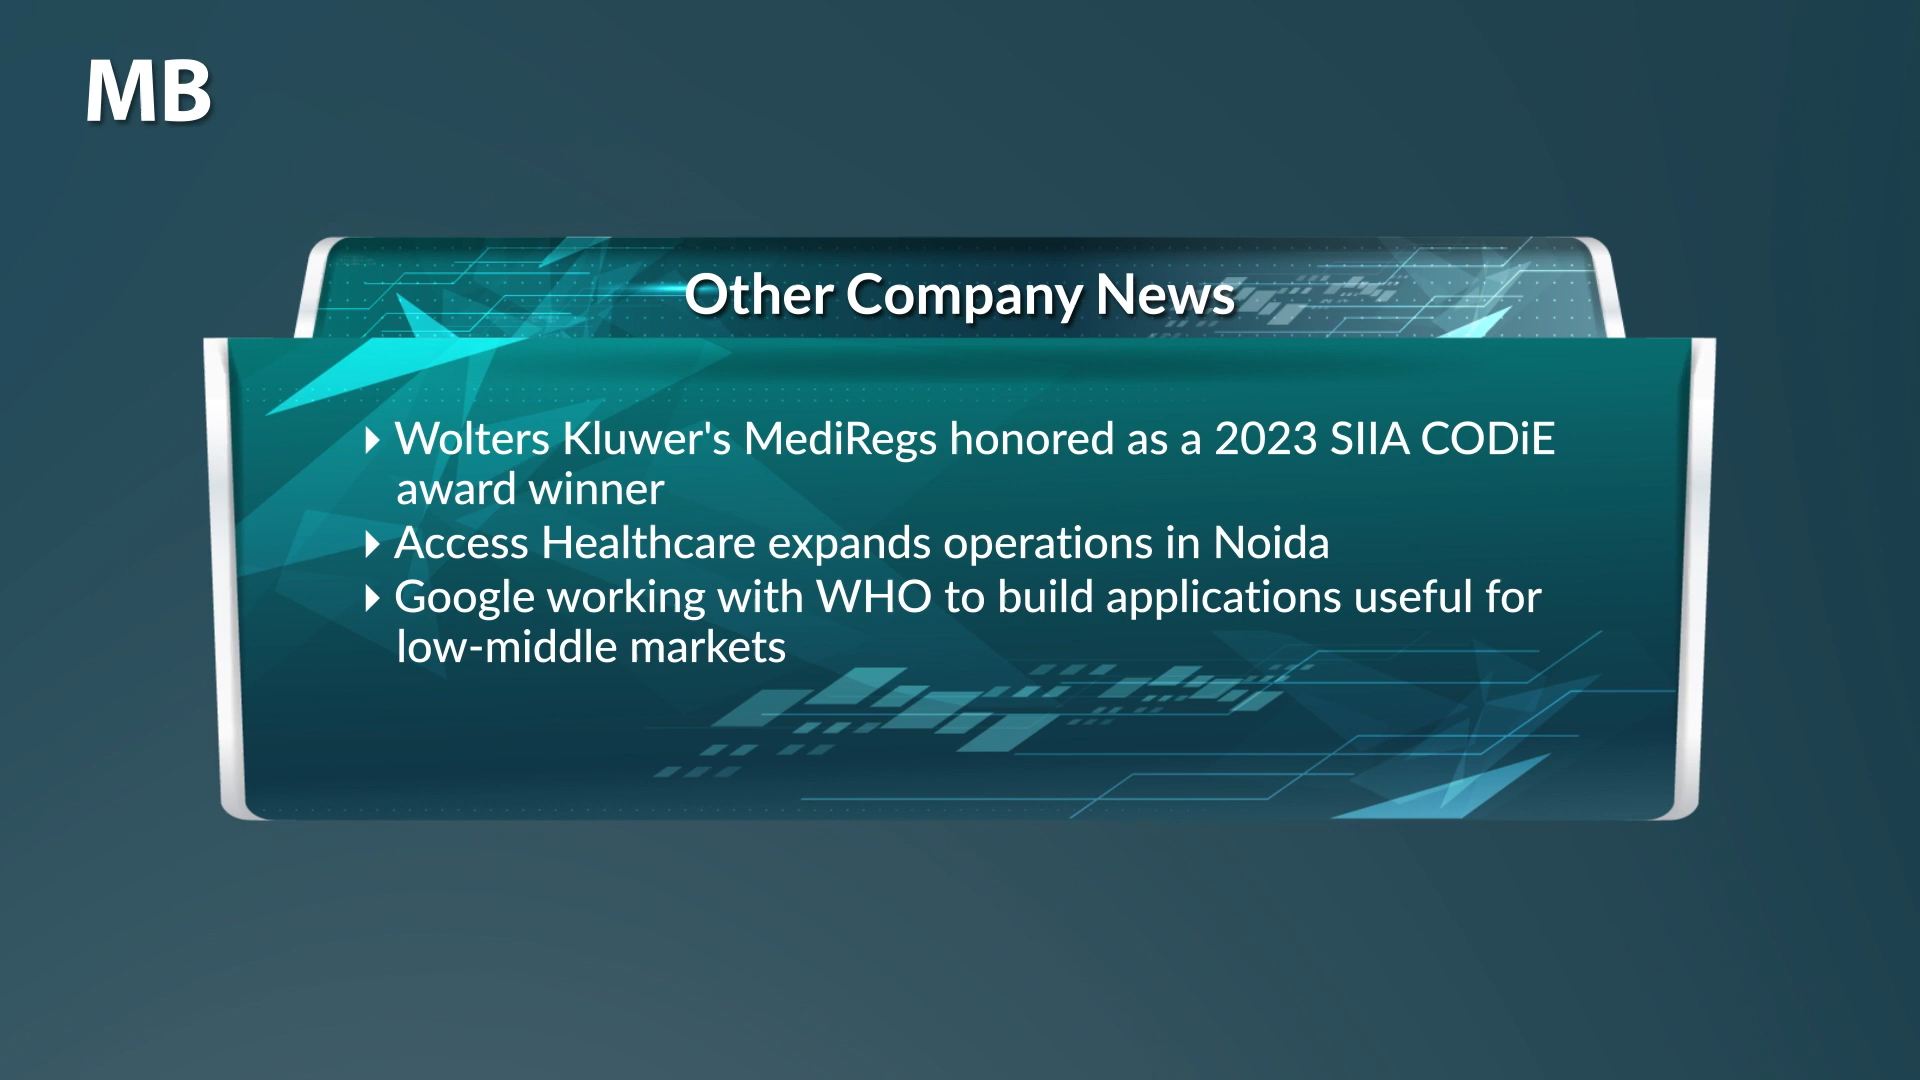 MB
Other Company News
Wolters Kluwer's MediRegs honored as a 2023 SIIA CODiE
award winner
Access Healthcare expands operations in Noida
Google working with WHO to build applications useful for
low-middle markets